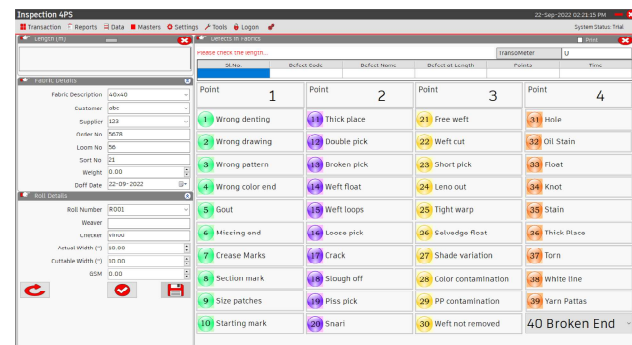 Inspection 4PS
22-Sep-2022 02:21:15 PM
Transaction Reports Data Masters Settings Tools Logon
System Status: Trial
Length (m)
Defects in Fabrics
Print
Please check the length...
TransoMeter
0
Sl.No. Defect Code Defect Name Defect at Length Points Time
Fabric Details
Fabric Description 40x40
Customer abc
Supplier 123
Order No 5678
Loom No 56
Sort No 21
Weight 0.00
Doff Date 22-09-2022
Roll Details
Roll Number R001
Weaver
Checker vinod
Actual Width (") 10.00
Cuttable Width (") 10.00
GSM 0.00
Point 1
Point 2
Point 3
Point 4
1 Wrong denting
11 Thick place
21 Free weft
31 Hole
2 Wrong drawing
12 Double pick
22 Weft cut
32 Oil Stain
3 Wrong pattern
13 Broken pick
23 Short pick
33 Float
4 Wrong color end
14 Weft float
24 Leno out
34 Knot
5 Gout
15 Weft loops
25 Tight warp
35 Stain
6 Missing end
16 Loose pick
26 Selvedge float
36 Thick Place
7 Crease Marks
17 Crack
27 Shade variation
37 Torn
8 Section mark
18 Slough off
28 Color contamination
38 White line
9 Size patches
19 Piss pick
29 PP contamination
39 Yarn Pattas
10 Starting mark
20 Snarl
30 Weft not removed
40 Broken End